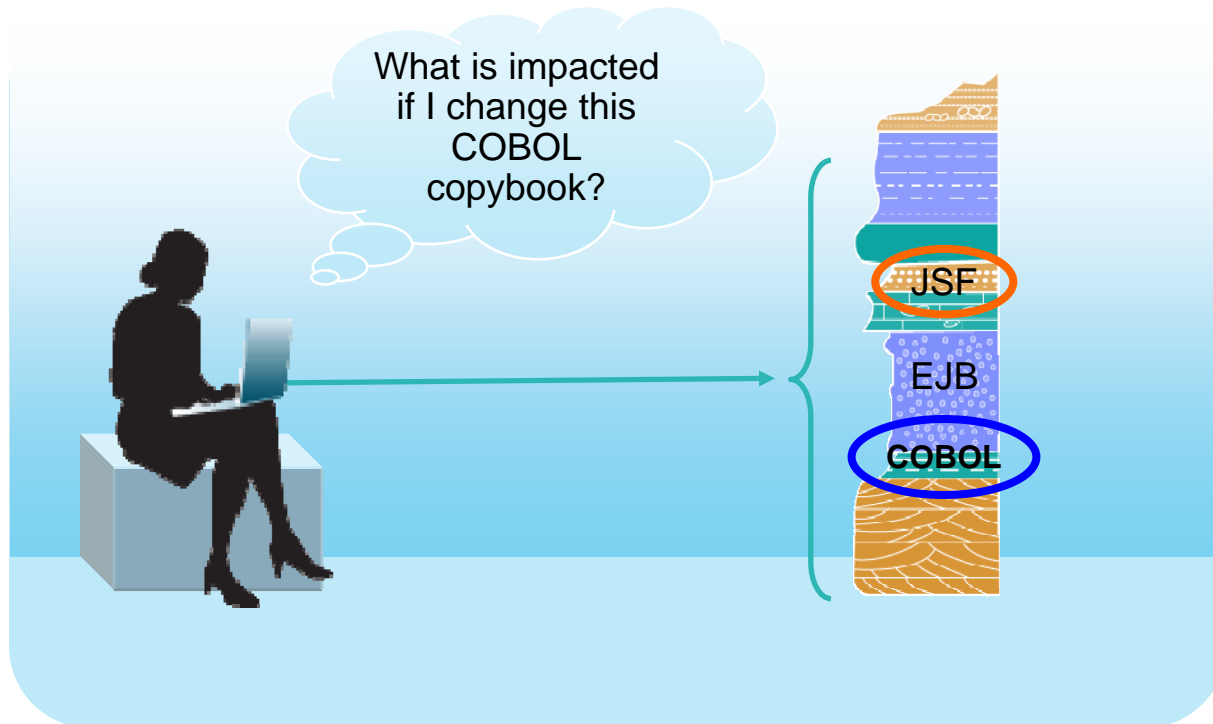 What is impacted
if I change this
COBOL
copybook?
JSF
EJB
COBOL